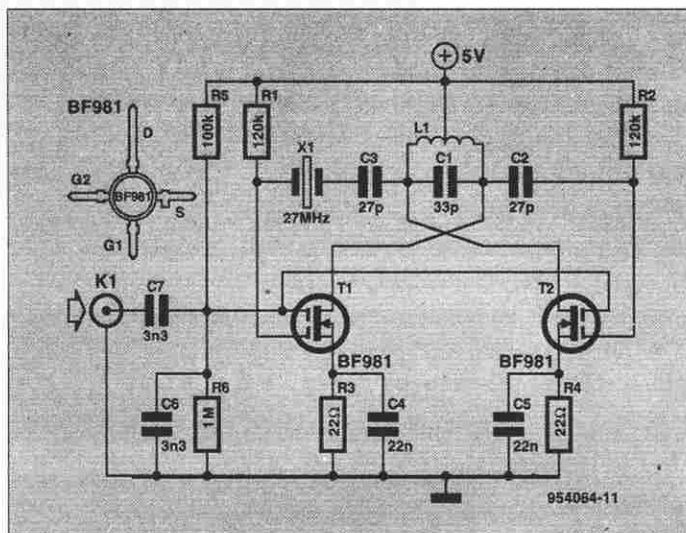 5V
BF981
D
G2
BF981
S
G1
R5
100k
R1
120k
X1
27MHz
C3
27p
L1
C1
33p
C2
27p
R2
120k
K1
C7
3n3
T1
BF981
T2
BF981
C6
3n3
R6
1M
R3
22Ω
C4
22n
C5
22n
R4
22Ω
954064-11